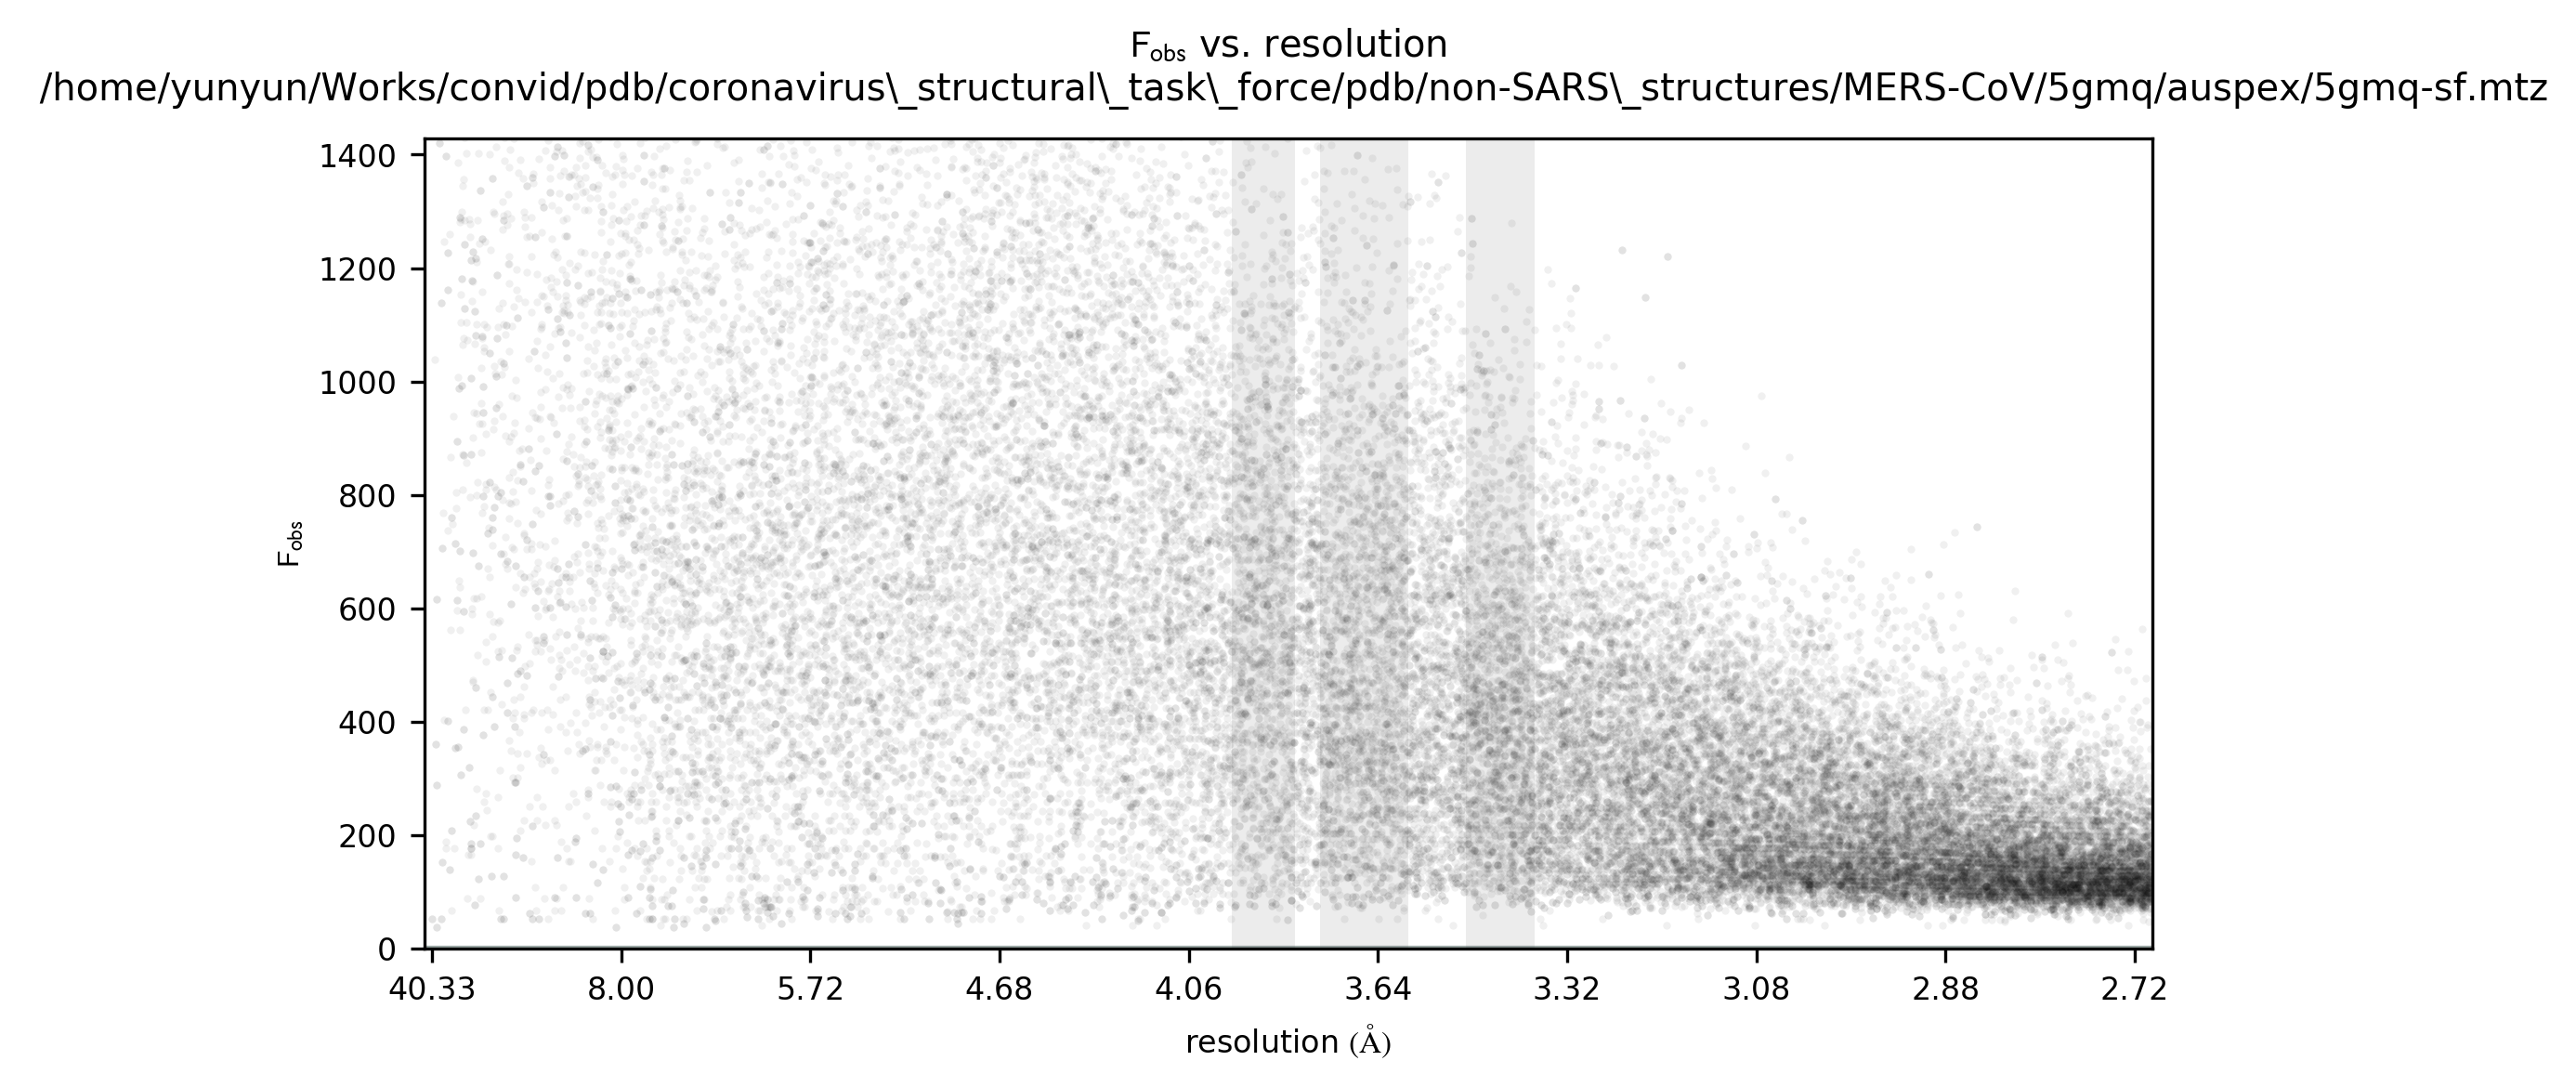 F_obs vs. resolution
/home/yunyun/Works/convid/pdb/coronavirus\_structural\_task\_force/pdb/non-SARS\_structures/MERS-CoV/5gmq/auspex/5gmq-sf.mtz
1400
1200
1000
800
600
400
200
0
F_obs
40.33 8.00 5.72 4.68 4.06 3.64 3.32 3.08 2.88 2.72
resolution (Å)